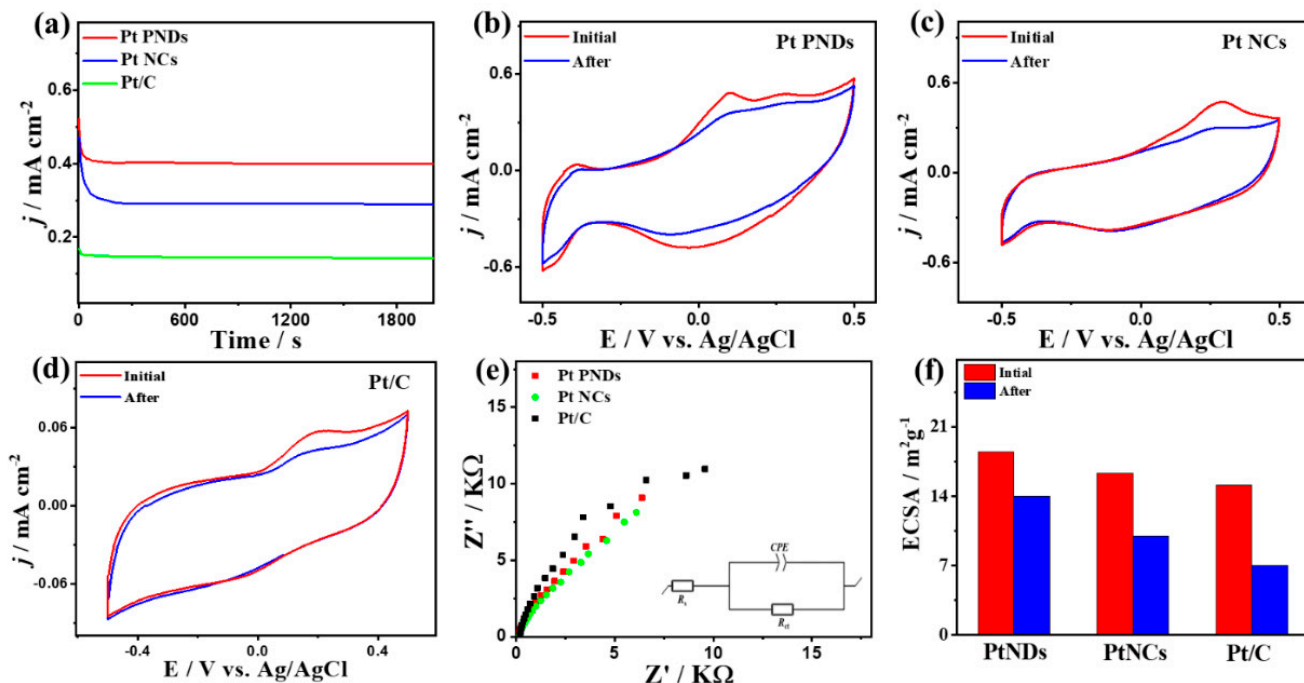 (a)
Pt PNDs
Pt NCs
Pt/C
0.6
0.4
0.2
j / mA cm-2
0
600
1200
1800
Time / s
(b)
Initial
After
Pt PNDs
0.6
0.0
-0.6
j / mA cm-2
-0.5
0.0
0.5
E / V vs. Ag/AgCl
(c)
Initial
After
Pt NCs
0.6
0.0
-0.6
j / mA cm-2
-0.5
0.0
0.5
E / V vs. Ag/AgCl
(d)
Initial
After
Pt/C
0.06
0.00
-0.06
j / mA cm-2
-0.4
0.0
0.4
E / V vs. Ag/AgCl
(e)
Pt PNDs
Pt NCs
Pt/C
15
10
5
0
Z'' / KΩ
CPE
Rs
Rct
0
5
10
15
Z' / KΩ
(f)
Intial
After
21
14
7
0
ECSA / m2g-1
PtNDs
PtNCs
Pt/C